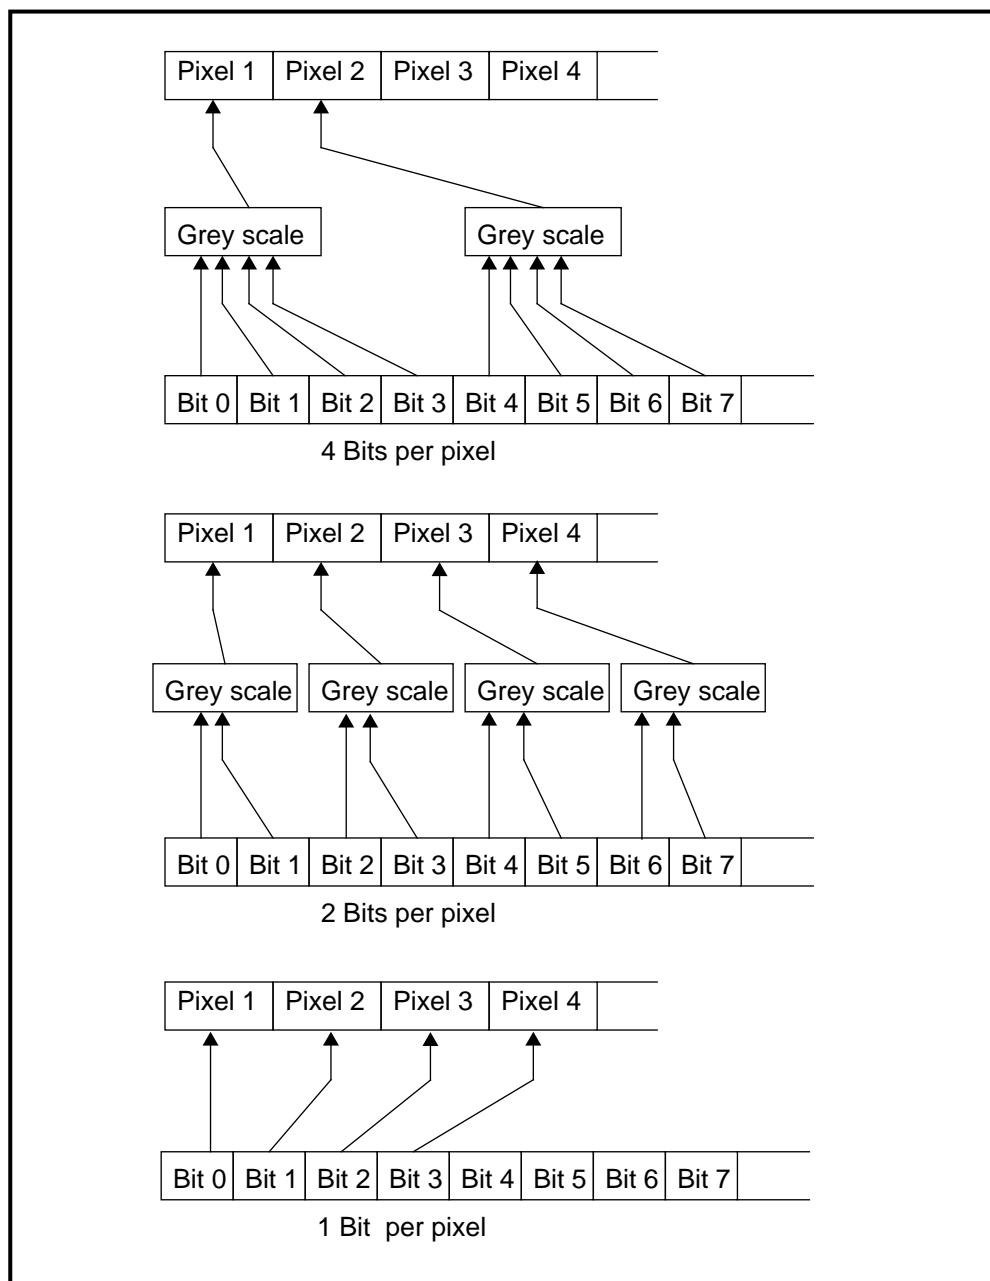 Pixel 1 Pixel 2 Pixel 3 Pixel 4
Grey scale Grey scale
Bit 0 Bit 1 Bit 2 Bit 3 Bit 4 Bit 5 Bit 6 Bit 7
4 Bits per pixel
Pixel 1 Pixel 2 Pixel 3 Pixel 4
Grey scale Grey scale Grey scale Grey scale
Bit 0 Bit 1 Bit 2 Bit 3 Bit 4 Bit 5 Bit 6 Bit 7
2 Bits per pixel
Pixel 1 Pixel 2 Pixel 3 Pixel 4
Bit 0 Bit 1 Bit 2 Bit 3 Bit 4 Bit 5 Bit 6 Bit 7
1 Bit per pixel